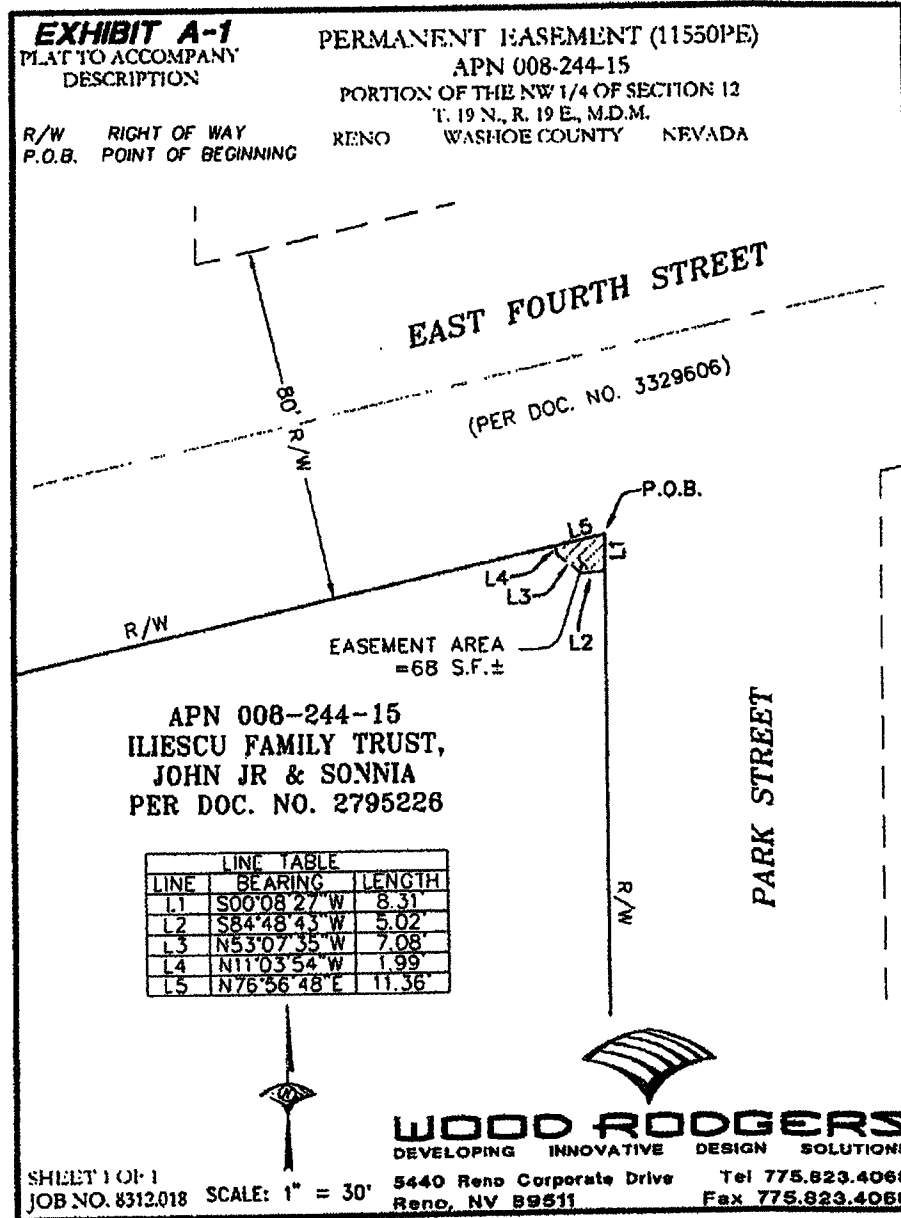 EXHIBIT A-1
PLAT TO ACCOMPANY
DESCRIPTION
PERMANENT EASEMENT (11550PE)
APN 008-244-15
PORTION OF THE NW 1/4 OF SECTION 12
T. 19 N., R. 19 E., M.D.M.
RENO WASHOE COUNTY NEVADA
R/W RIGHT OF WAY
P.O.B. POINT OF BEGINNING
EAST FOURTH STREET
(PER DOC. NO. 3329606)
80' R/W
P.O.B.
L5
L1
L4
L3
L2
R/W
EASEMENT AREA
=68 S.F.±
APN 008-244-15
ILIESCU FAMILY TRUST,
JOHN JR & SONNIA
PER DOC. NO. 2795226
PARK STREET
R/W
LINE TABLE
LINE BEARING LENGTH
L1 S00°08'27"W 8.31'
L2 S84°48'43"W 5.02'
L3 N53°07'35"W 7.08'
L4 N11°03'54"W 1.99'
L5 N76°56'48"E 11.36'
WOOD RODGERS
DEVELOPING INNOVATIVE DESIGN SOLUTIONS
5440 Reno Corporate Drive Tel 775.823.4068
Reno, NV 89511 Fax 775.823.4066
SHEET 1 OF 1
JOB NO. 8312.018 SCALE: 1" = 30'